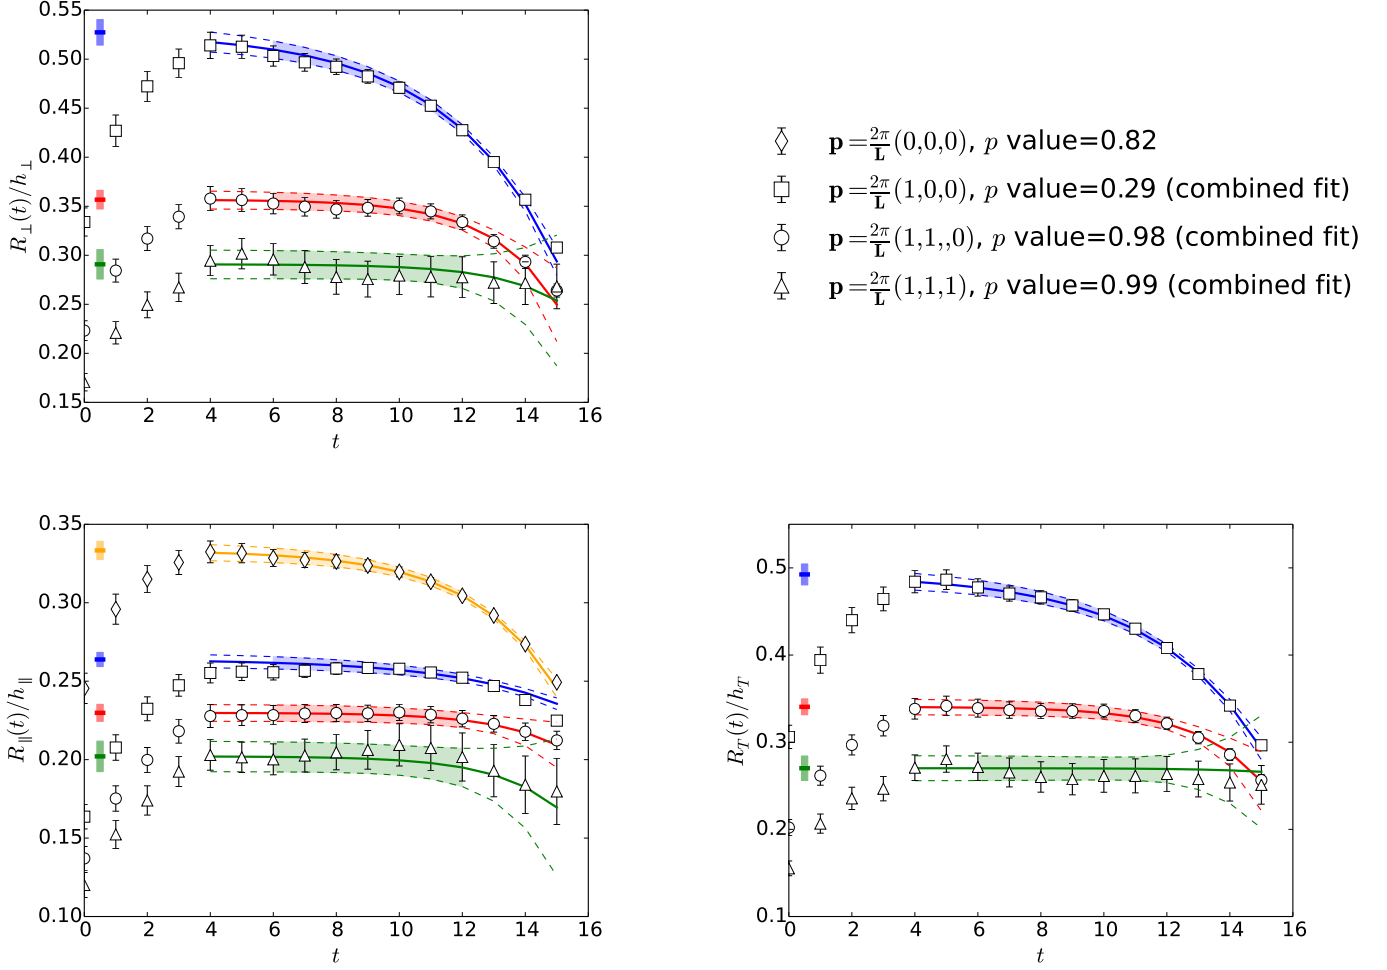 0.55
0.50
0.45
0.40
0.35
0.30
0.25
0.20
0.15
R⊥(t)/h⊥
0 2 4 6 8 10 12 14 16
t
p = 2π/L (0,0,0), p value=0.82
p = 2π/L (1,0,0), p value=0.29 (combined fit)
p = 2π/L (1,1,,0), p value=0.98 (combined fit)
p = 2π/L (1,1,1), p value=0.99 (combined fit)
0.35
0.30
0.25
0.20
0.15
0.10
R∥(t)/h∥
0 2 4 6 8 10 12 14 16
t
0.5
0.4
0.3
0.2
0.1
R_T(t)/h_T
0 2 4 6 8 10 12 14 16
t